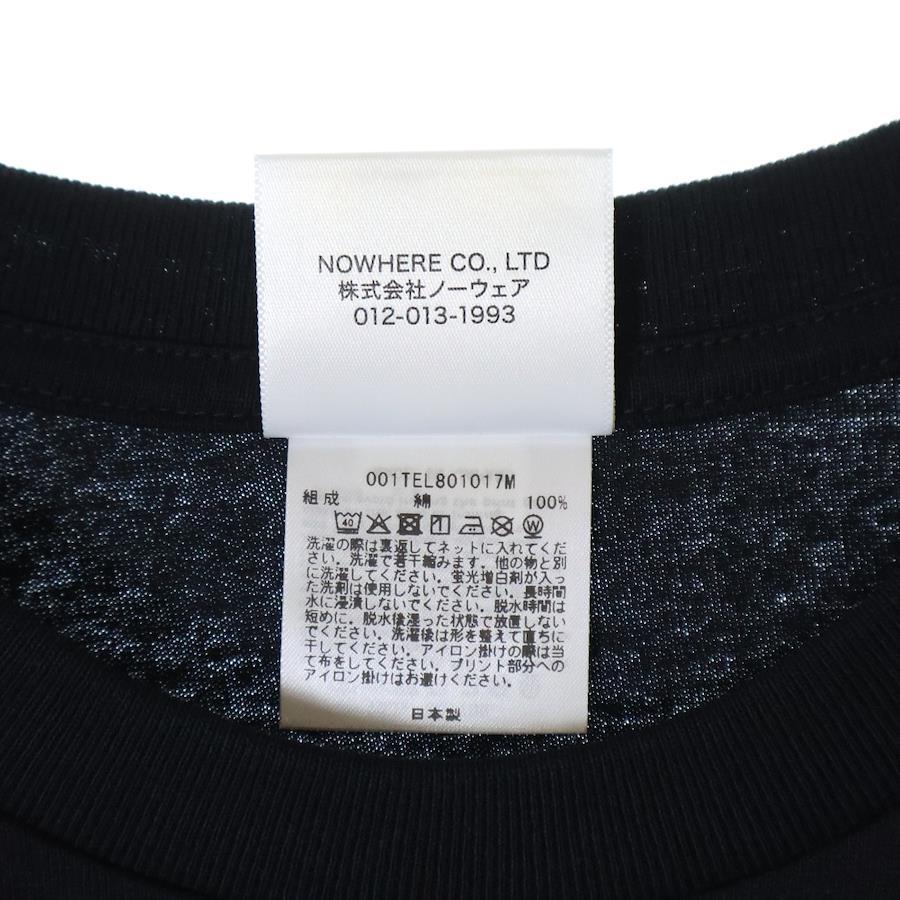 NOWHERE CO., LTD
株式会社ノーウェア
012-013-1993
001TEL801017M
組成 綿 100%
40 W
洗濯の際は裏返してネットに入れてくだ
さい。洗濯で若干縮みます。他の物と別
に洗濯してください。蛍光増白剤が入っ
た洗剤は使用しないでください。長時間
水に浸漬しないでください。脱水時間は
短めに。脱水後湿った状態で放置しない
でください。洗濯後は形を整えて直ちに
干してください。アイロン掛けの際は当
て布をしてください。プリント部分への
アイロン掛けはお避けください。
日本製